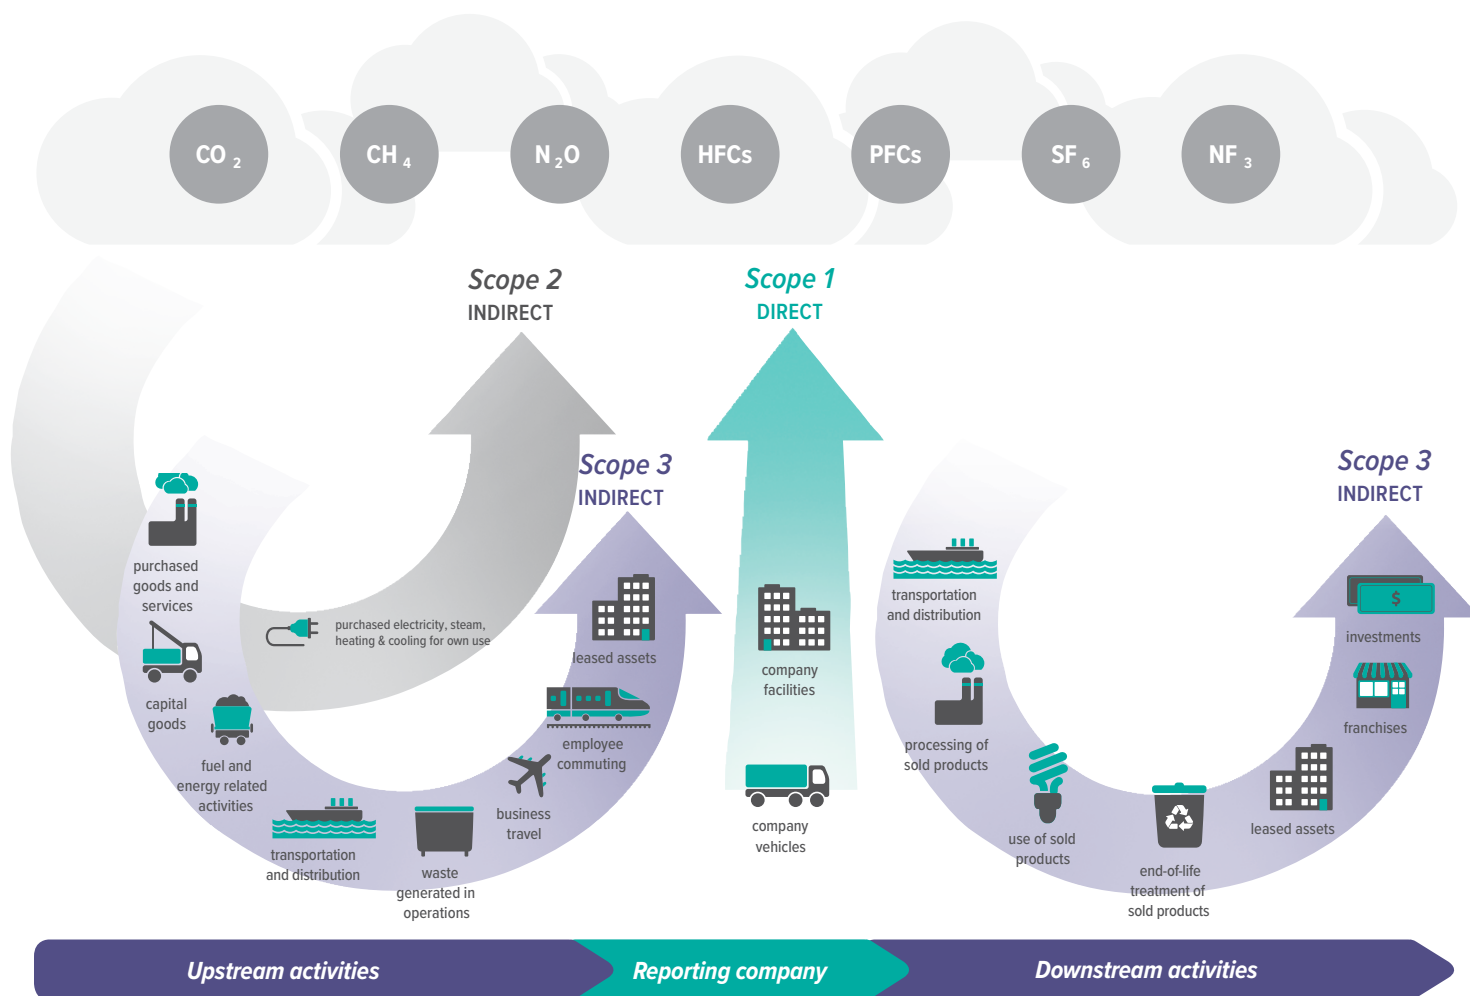 CO 2
CH 4
N 2 O
HFCs
PFCs
SF 6
NF 3
Scope 2
INDIRECT
Scope 1
DIRECT
Scope 3
INDIRECT
Scope 3
INDIRECT
purchased
goods and
services
capital
goods
fuel and
energy related
activities
transportation
and distribution
waste
generated in
operations
business
travel
employee
commuting
leased assets
purchased electricity, steam,
heating & cooling for own use
company
facilities
company
vehicles
transportation
and distribution
processing of
sold products
use of sold
products
end-of-life
treatment of
sold products
leased assets
franchises
$
investments
Upstream activities
Reporting company
Downstream activities